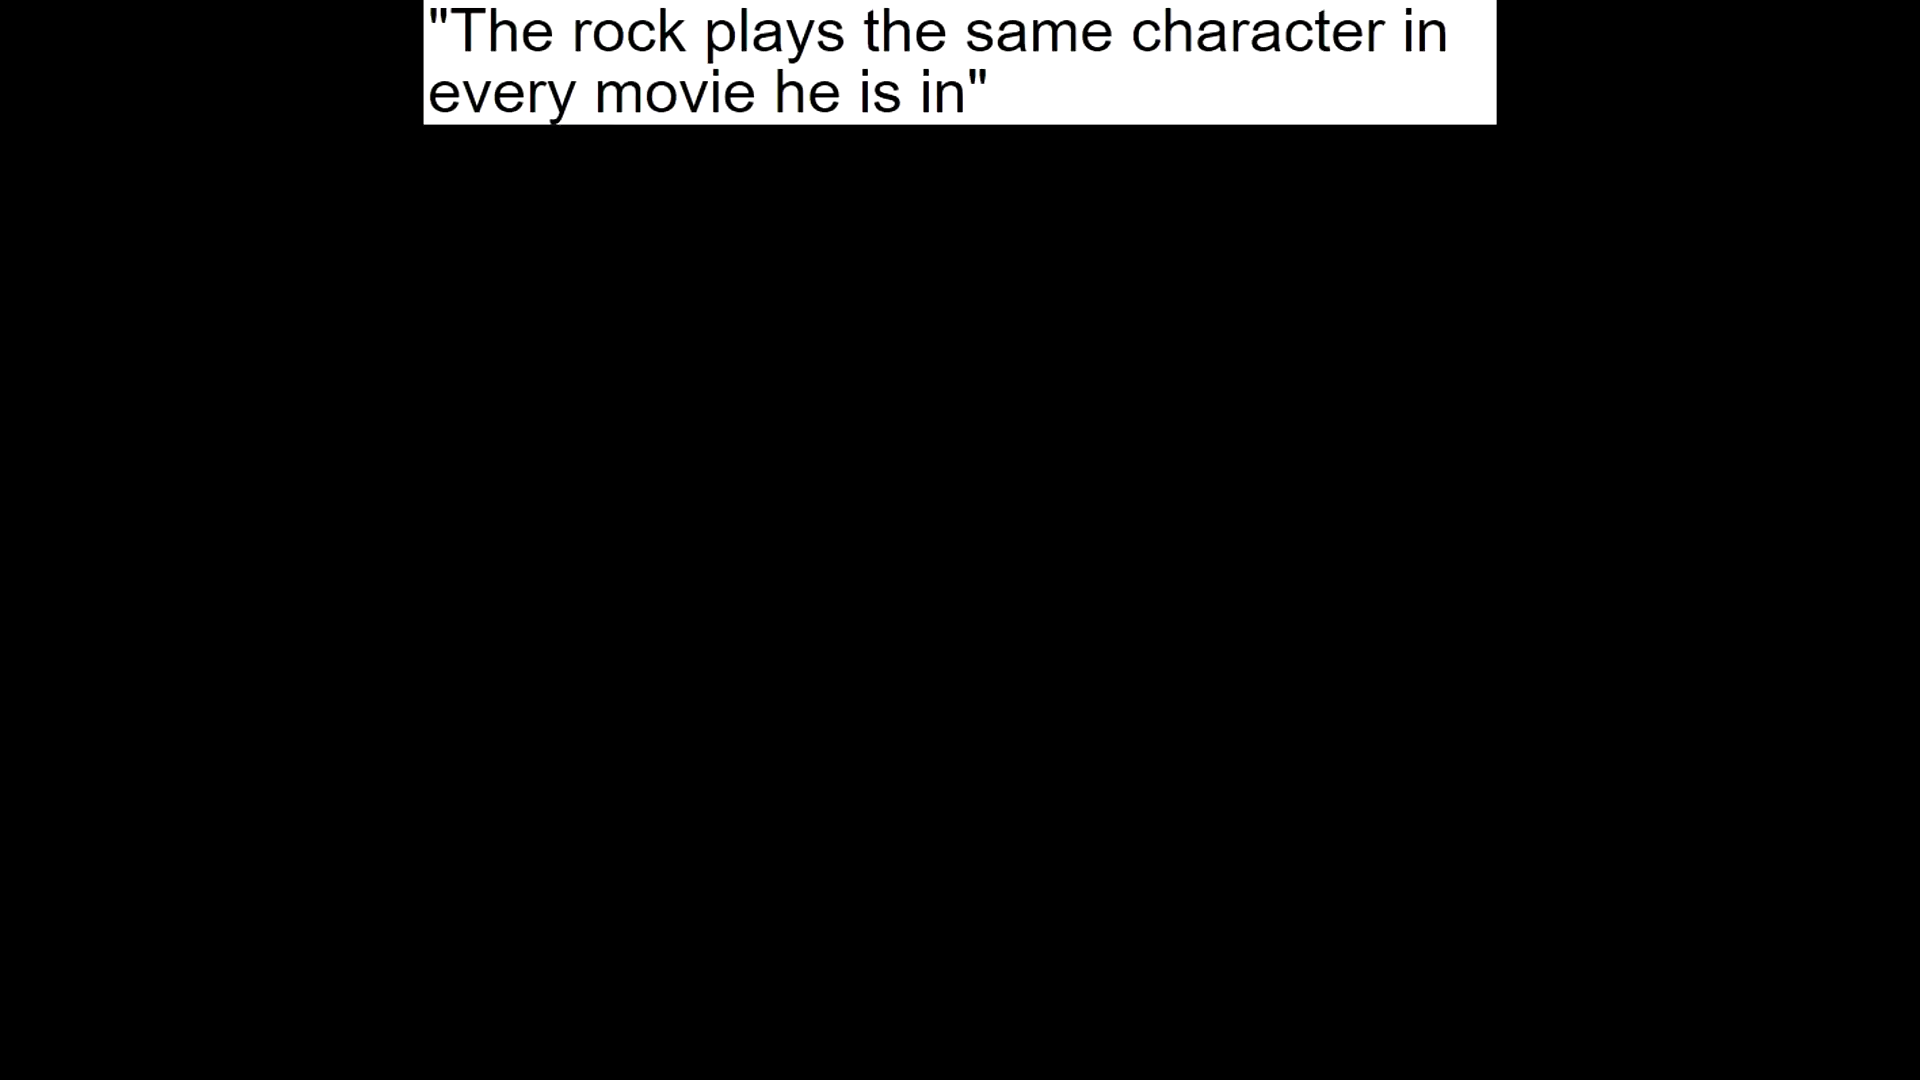 "The rock plays the same character in
every movie he is in"